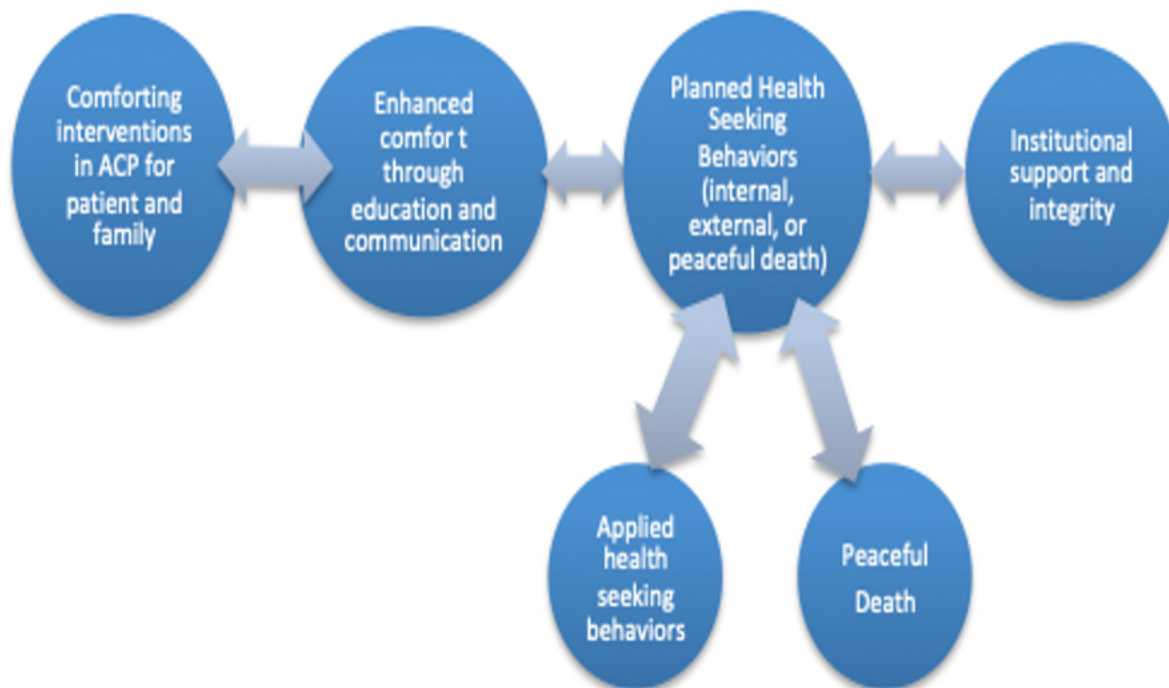 Comforting
interventions
in ACP for
patient and
family
Enhanced
comfor t
through
education and
communication
Planned Health
Seeking
Behaviors
(internal,
external, or
peaceful death)
Institutional
support and
integrity
Applied
health
seeking
behaviors
Peaceful
Death